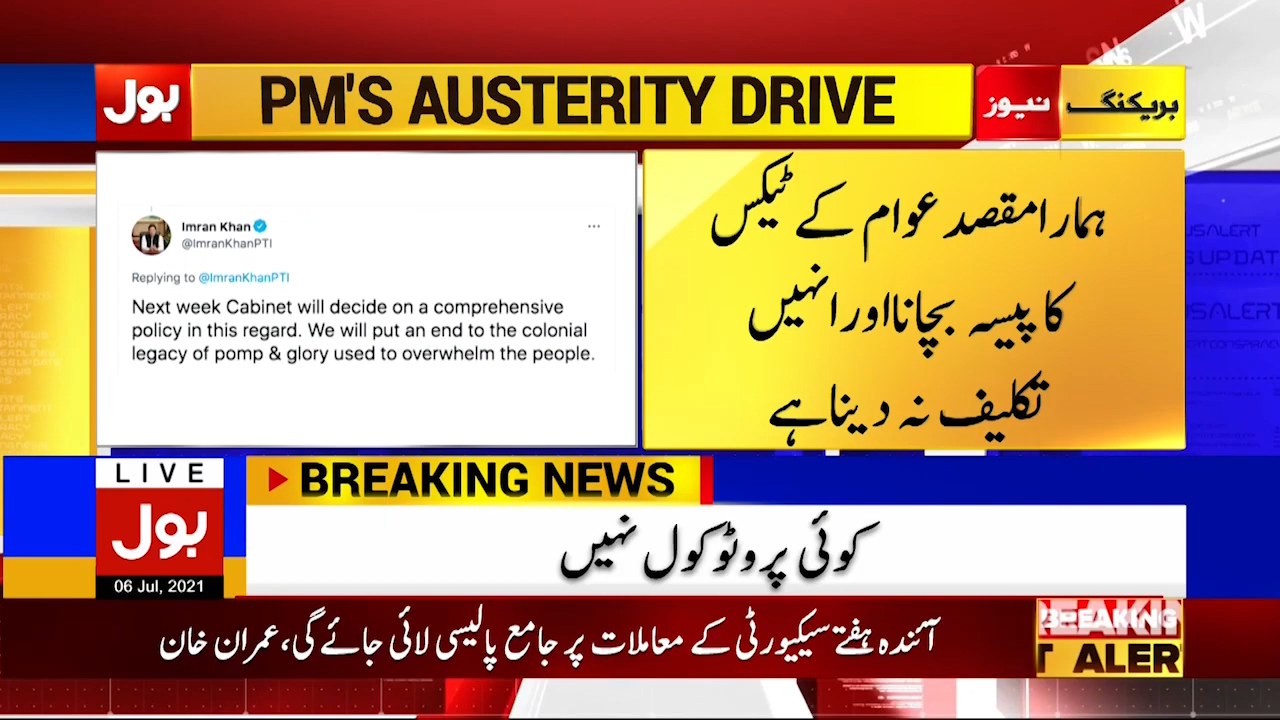 بول
PM'S AUSTERITY DRIVE
بریکنگ نیوز
Imran Khan
@ImranKhanPTI
Replying to @ImranKhanPTI
Next week Cabinet will decide on a comprehensive
policy in this regard. We will put an end to the colonial
legacy of pomp & glory used to overwhelm the people.
ہمارا مقصد عوام کے ٹیکس
کا پیسہ بچانا اور انہیں
تکلیف نہ دینا ہے
LIVE
بول
06 Jul, 2021
BREAKING NEWS
کوئی پروٹوکول نہیں
آئندہ ہفتے سیکیورٹی کے معاملات پر جامع پالیسی لائی جائے گی، عمران خان
BREAKING
ALER